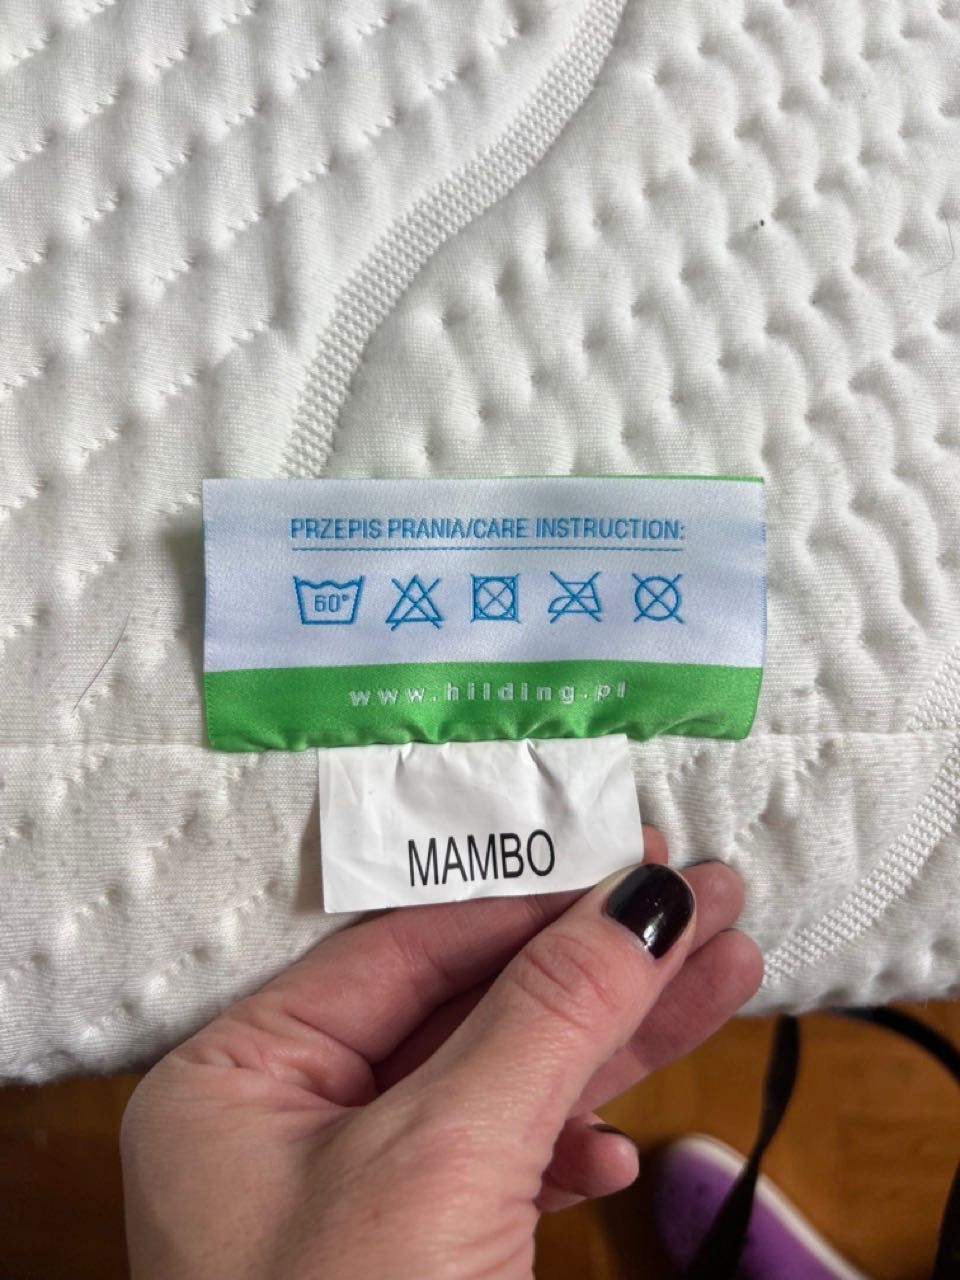 PRZEPIS PRANIA/CARE INSTRUCTION:
60°
www.hilding.pl
MAMBO